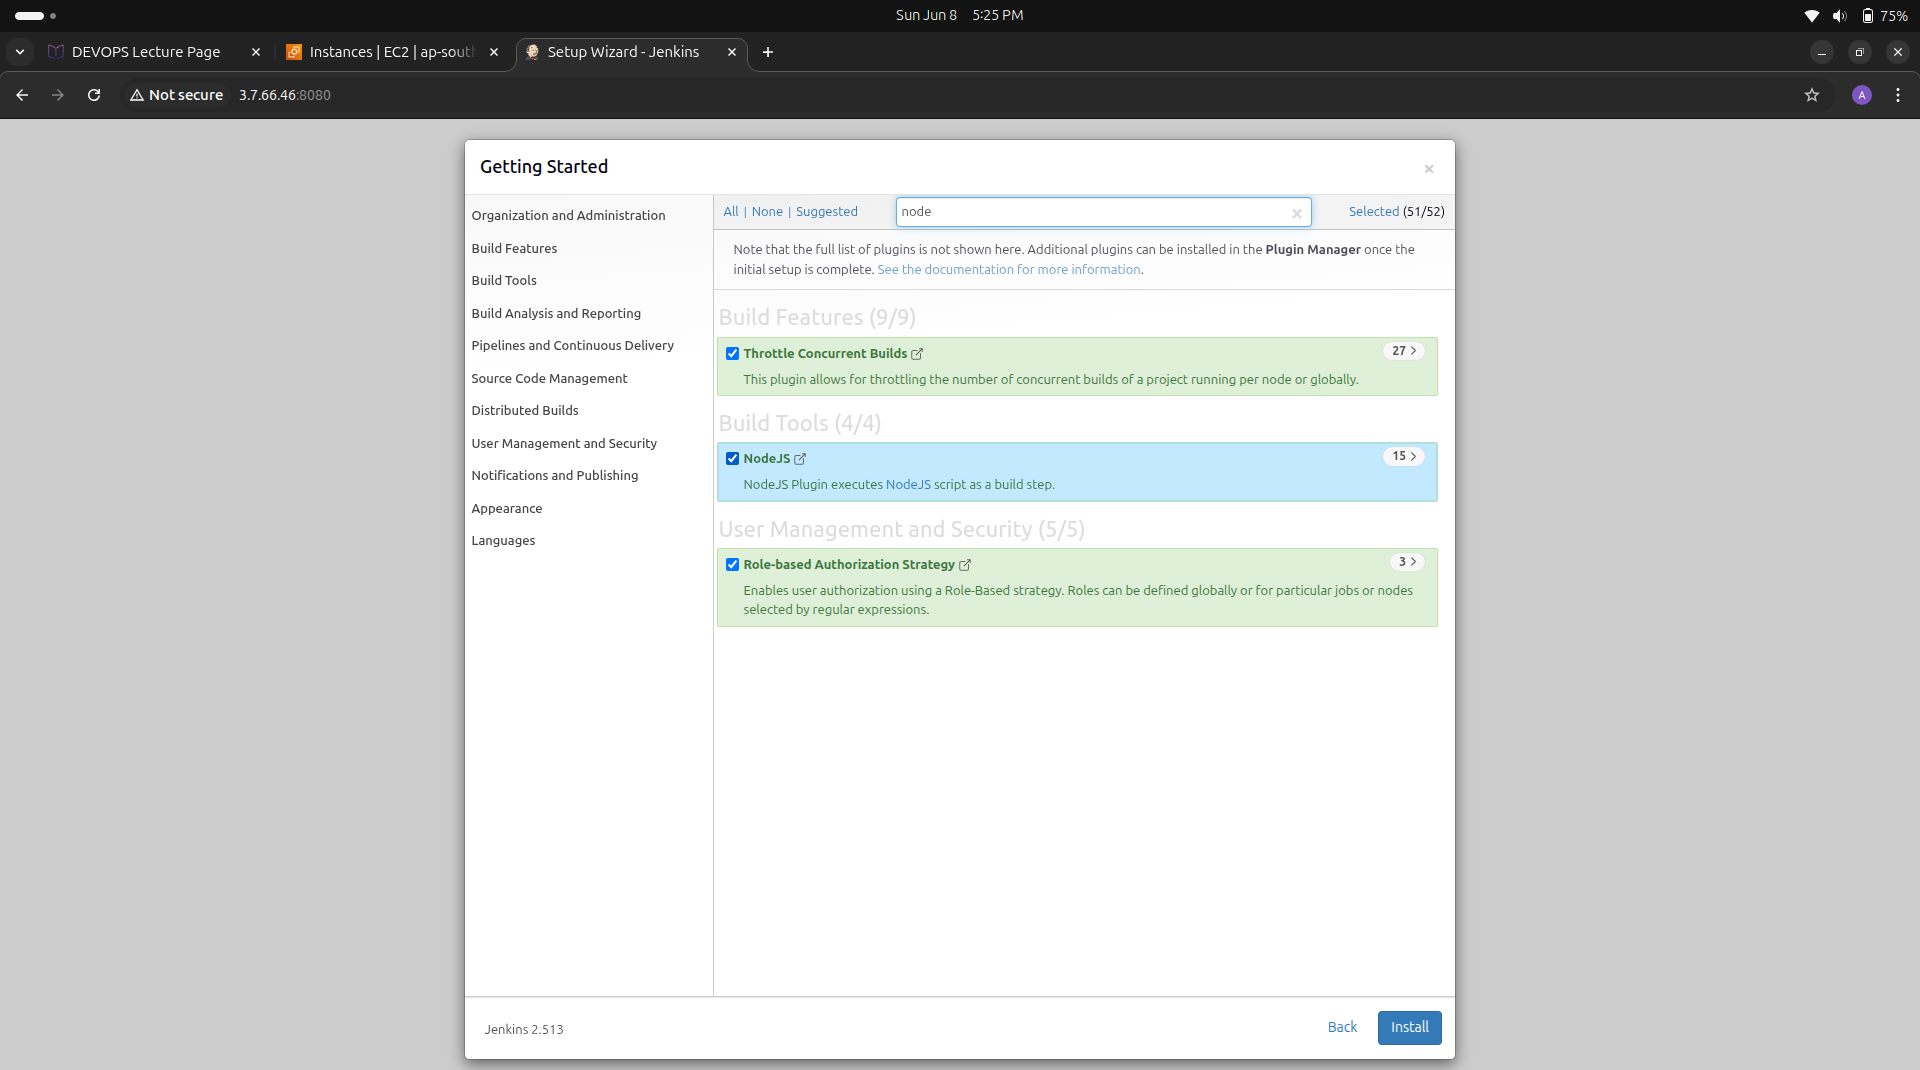 Sun Jun 8 5:25 PM
75%
DEVOPS Lecture Page
Instances | EC2 | ap-sout
Setup Wizard - Jenkins
Not secure 3.7.66.46:8080
A
Getting Started
Organization and Administration
Build Features
Build Tools
Build Analysis and Reporting
Pipelines and Continuous Delivery
Source Code Management
Distributed Builds
User Management and Security
Notifications and Publishing
Appearance
Languages
All | None | Suggested
node
Selected (51/52)
Note that the full list of plugins is not shown here. Additional plugins can be installed in the Plugin Manager once the
initial setup is complete. See the documentation for more information.
Build Features (9/9)
Throttle Concurrent Builds
27
This plugin allows for throttling the number of concurrent builds of a project running per node or globally.
Build Tools (4/4)
NodeJS
15
NodeJS Plugin executes NodeJS script as a build step.
User Management and Security (5/5)
Role-based Authorization Strategy
3
Enables user authorization using a Role-Based strategy. Roles can be defined globally or for particular jobs or nodes
selected by regular expressions.
Jenkins 2.513
Back
Install